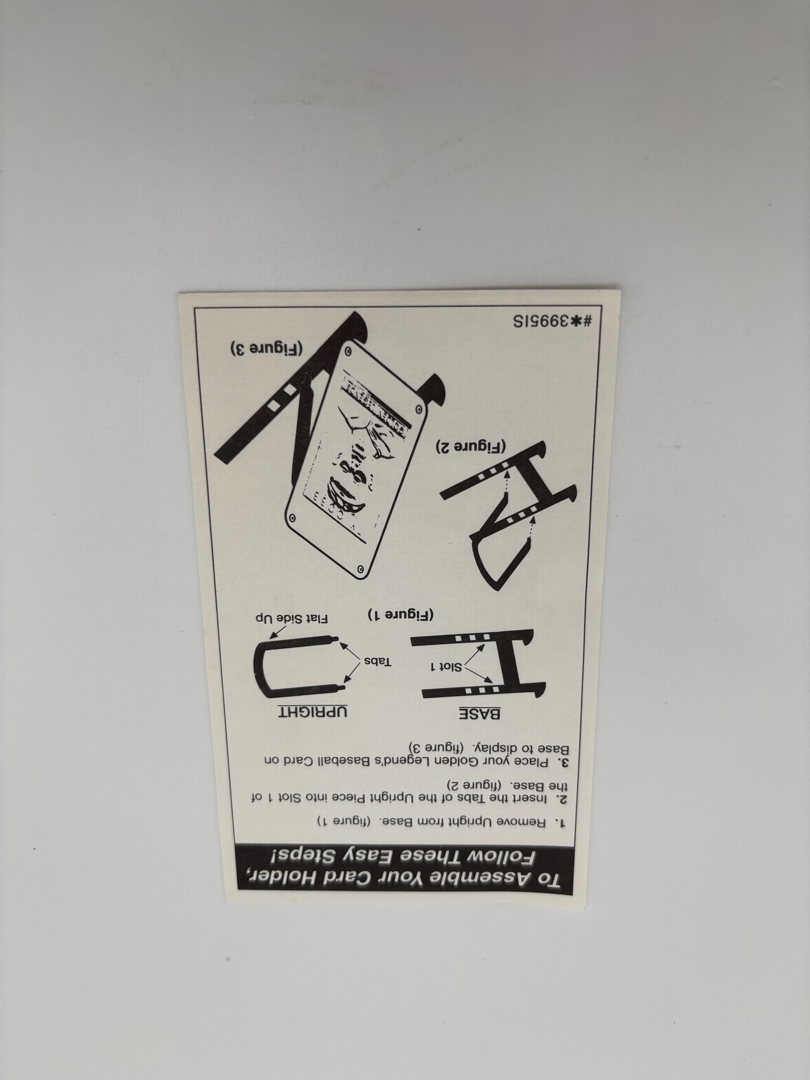 To Assemble Your Card Holder,
Follow These Easy Steps!
1. Remove Upright from Base. (figure 1)
2. Insert the Tabs of the Upright Piece into Slot 1 of
the Base. (figure 2)
3. Place your Golden Legend's Baseball Card on
Base to display. (figure 3)
BASE
UPRIGHT
Slot 1
Tabs
Flat Side Up
(Figure 1)
(Figure 2)
(Figure 3)
#✱3995IS